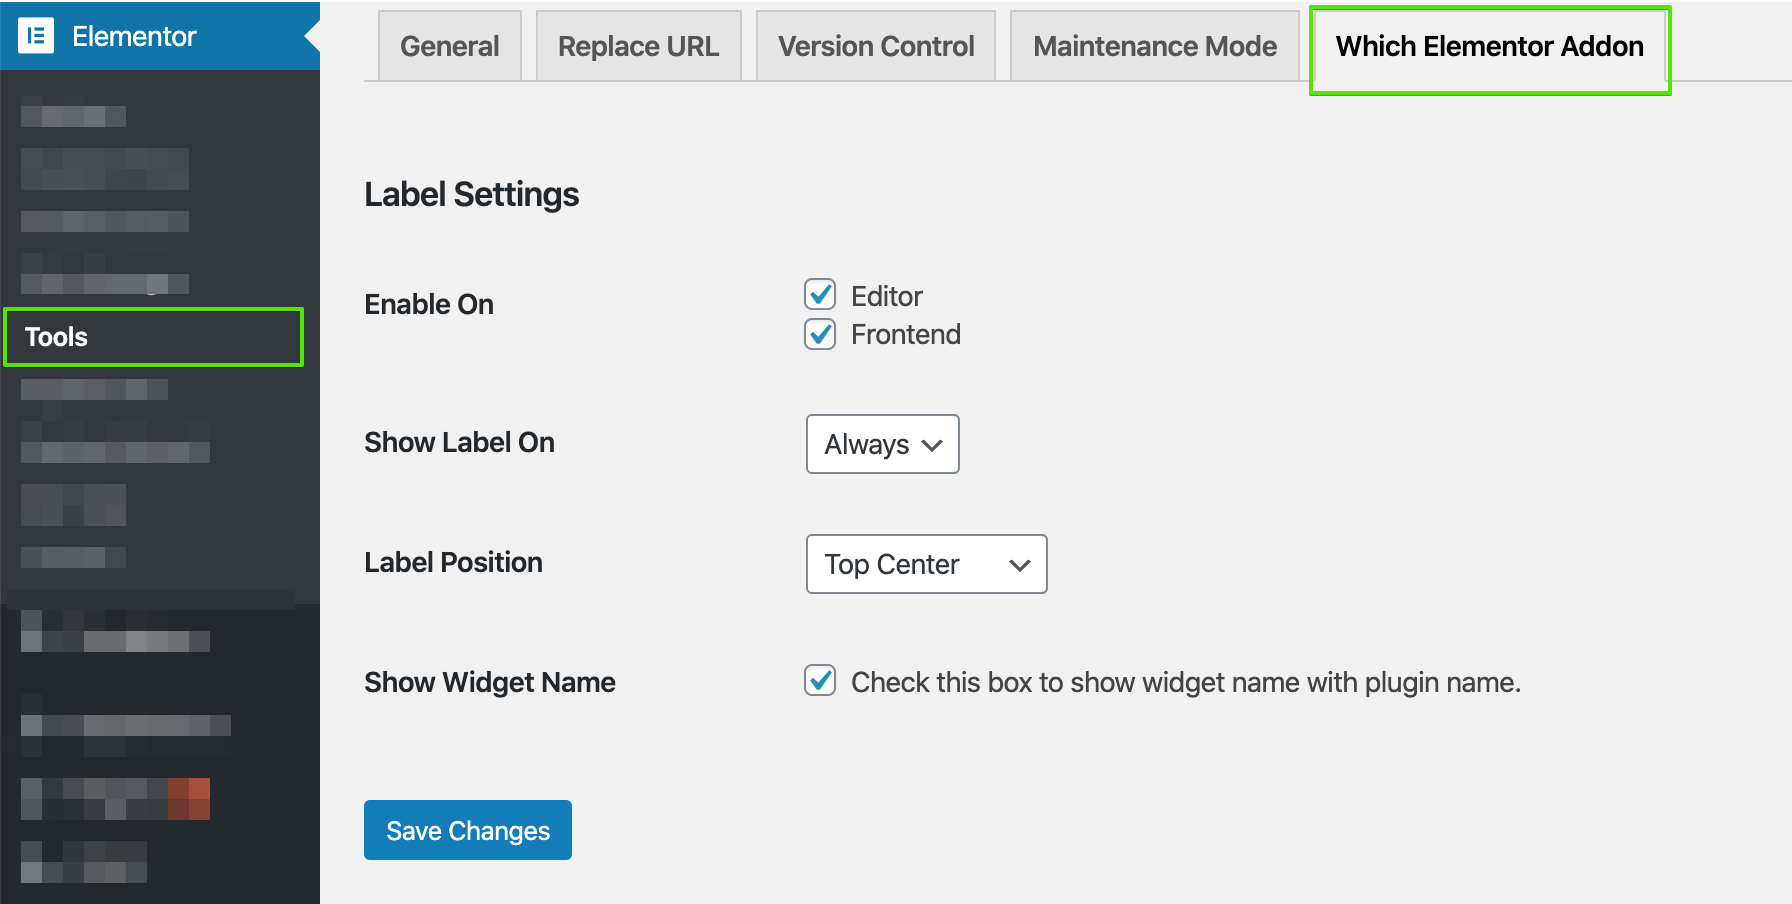 Elementor
Tools
General
Replace URL
Version Control
Maintenance Mode
Which Elementor Addon
Label Settings
Enable On
Editor
Frontend
Show Label On
Always
Label Position
Top Center
Show Widget Name
Check this box to show widget name with plugin name.
Save Changes